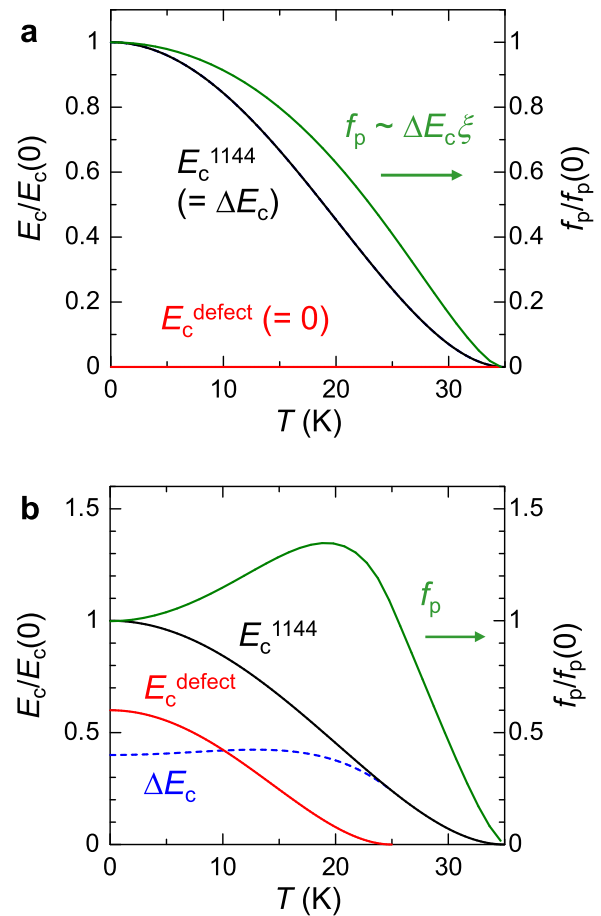 a
1
0.8
0.6
0.4
0.2
0
1
0.8
0.6
0.4
0.2
0
0
10
20
30
E_c/E_c(0)
f_p/f_p(0)
T (K)
f_p ~ ΔE_cξ
E_c^1144
(= ΔE_c)
E_c^defect (= 0)
b
1.5
1
0.5
0
1.5
1
0.5
0
0
10
20
30
E_c/E_c(0)
f_p/f_p(0)
T (K)
f_p
E_c^1144
E_c^defect
ΔE_c